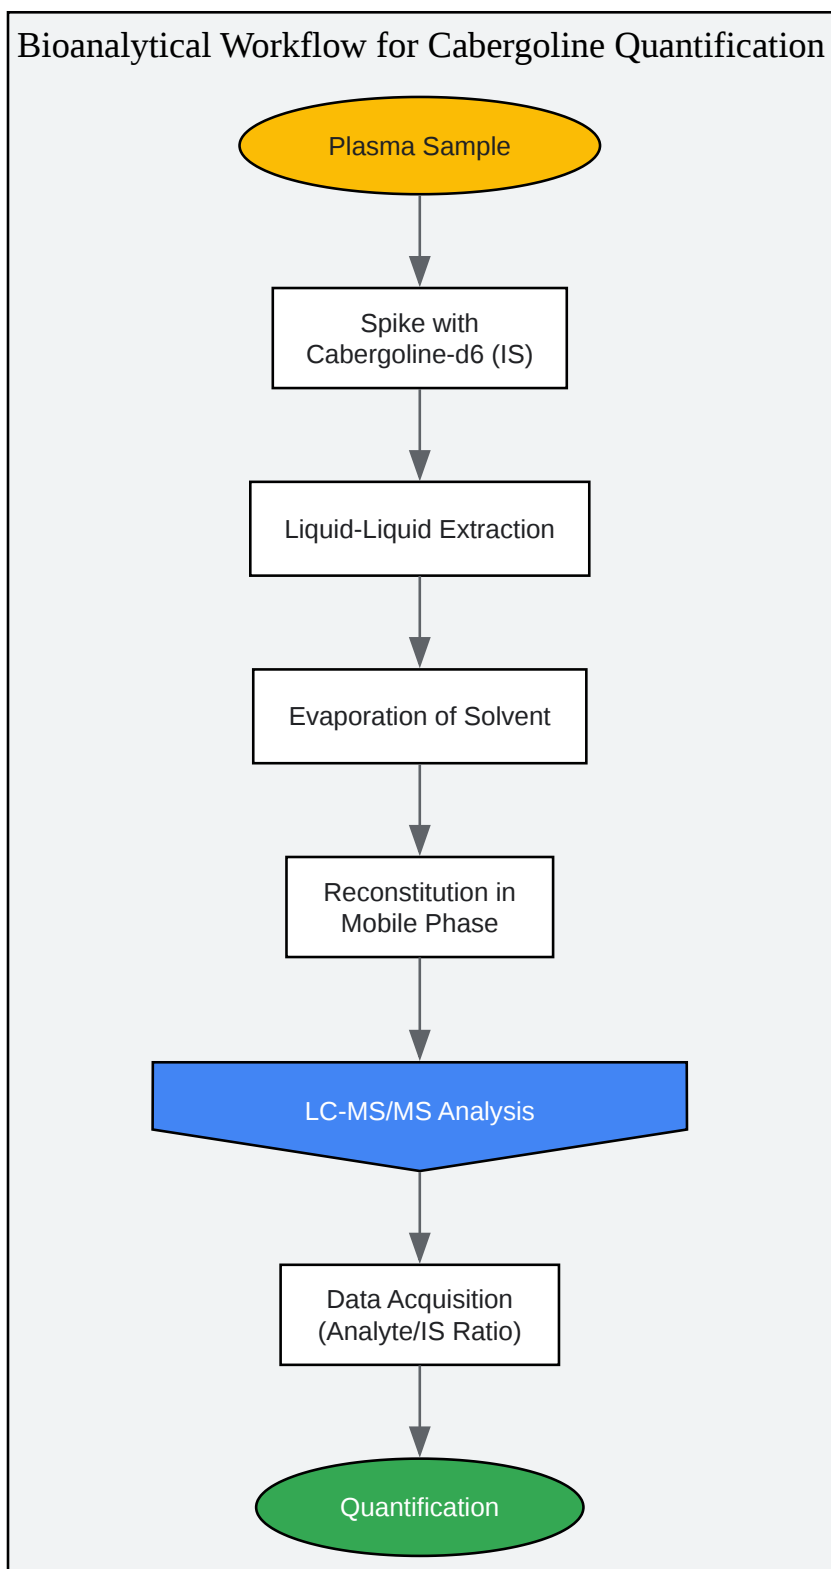 Bioanalytical Workflow for Cabergoline Quantification
Plasma Sample
Spike with
Cabergoline-d6 (IS)
Liquid-Liquid Extraction
Evaporation of Solvent
Reconstitution in
Mobile Phase
LC-MS/MS Analysis
Data Acquisition
(Analyte/IS Ratio)
Quantification